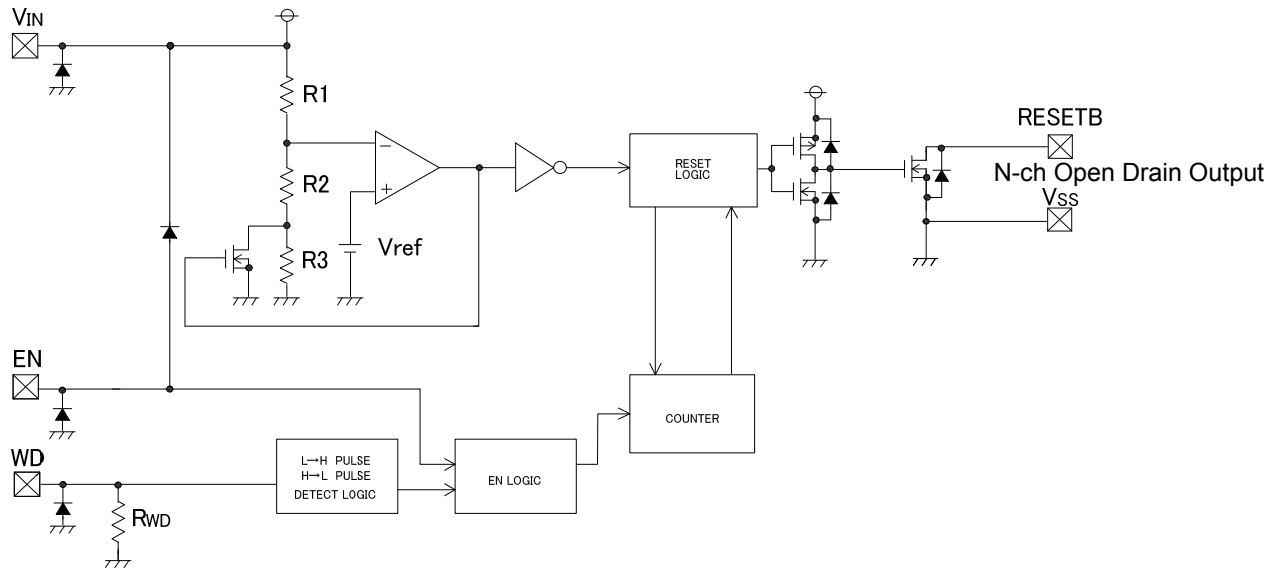 VIN
R1
R2
R3
−
+
Vref
RESET
LOGIC
RESETB
N-ch Open Drain Output
VSS
EN
COUNTER
WD
L→H PULSE
H→L PULSE
DETECT LOGIC
EN LOGIC
RWD